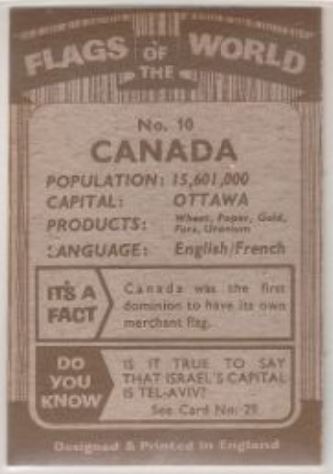 FLAGS OF THE WORLD
No. 10
CANADA
POPULATION: 15,601,000
CAPITAL: OTTAWA
PRODUCTS: Wheat, Paper, Gold,
Furs, Uranium
LANGUAGE: English/French
IT'S A FACT
Canada was the first
dominion to have its own
merchant flag.
DO YOU KNOW
IS IT TRUE TO SAY
THAT ISRAEL'S CAPITAL
IS TEL-AVIV?
See Card No. 29
Designed & Printed in England